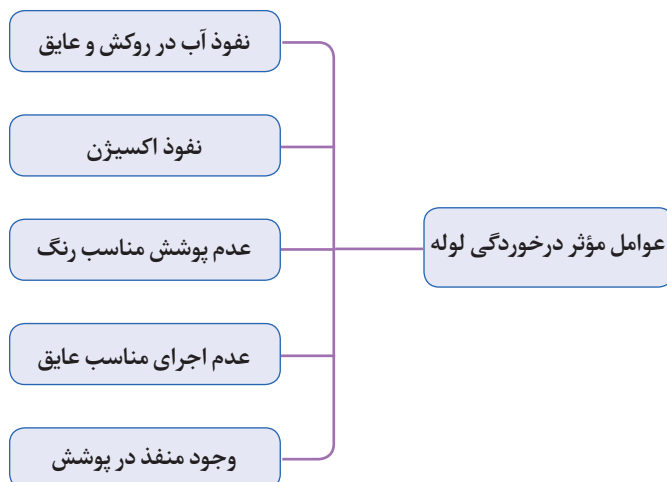 عوامل مؤثر درخوردگی لوله
نفوذ آب در روکش و عایق
نفوذ اکسیژن
عدم پوشش مناسب رنگ
عدم اجرای مناسب عایق
وجود منفذ در پوشش